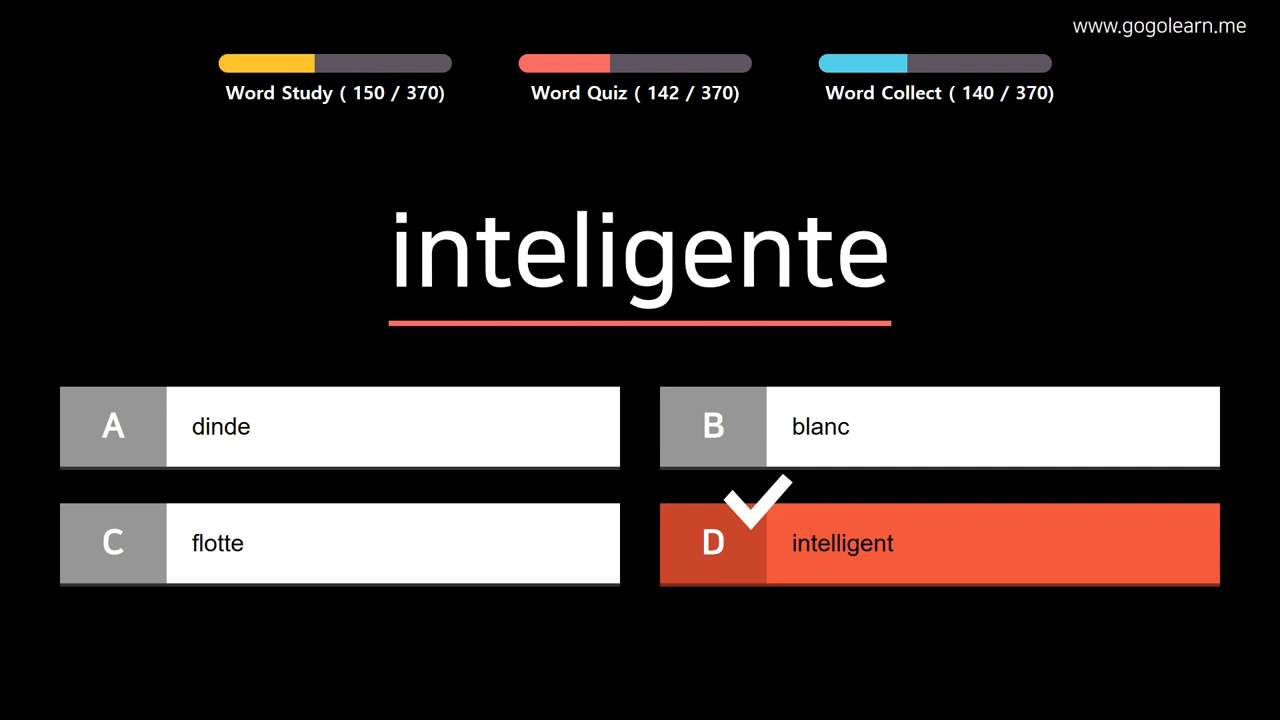 www.gogolearn.me
Word Study ( 150 / 370)
Word Quiz ( 142 / 370)
Word Collect ( 140 / 370)
inteligente
A dinde
B blanc
C flotte
D intelligent